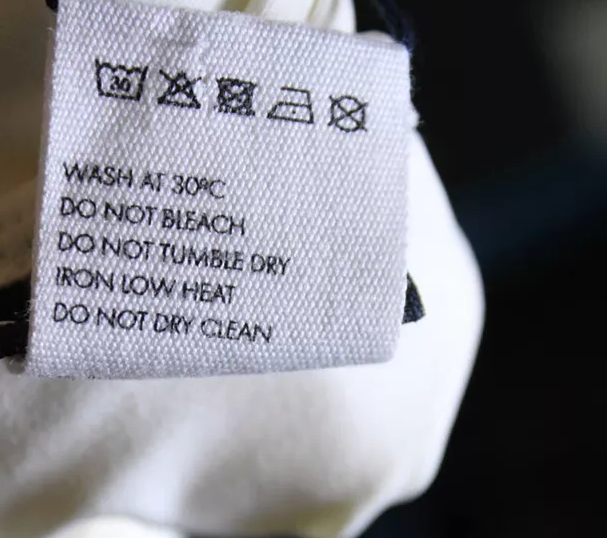 30
WASH AT 30ºC
DO NOT BLEACH
DO NOT TUMBLE DRY
IRON LOW HEAT
DO NOT DRY CLEAN